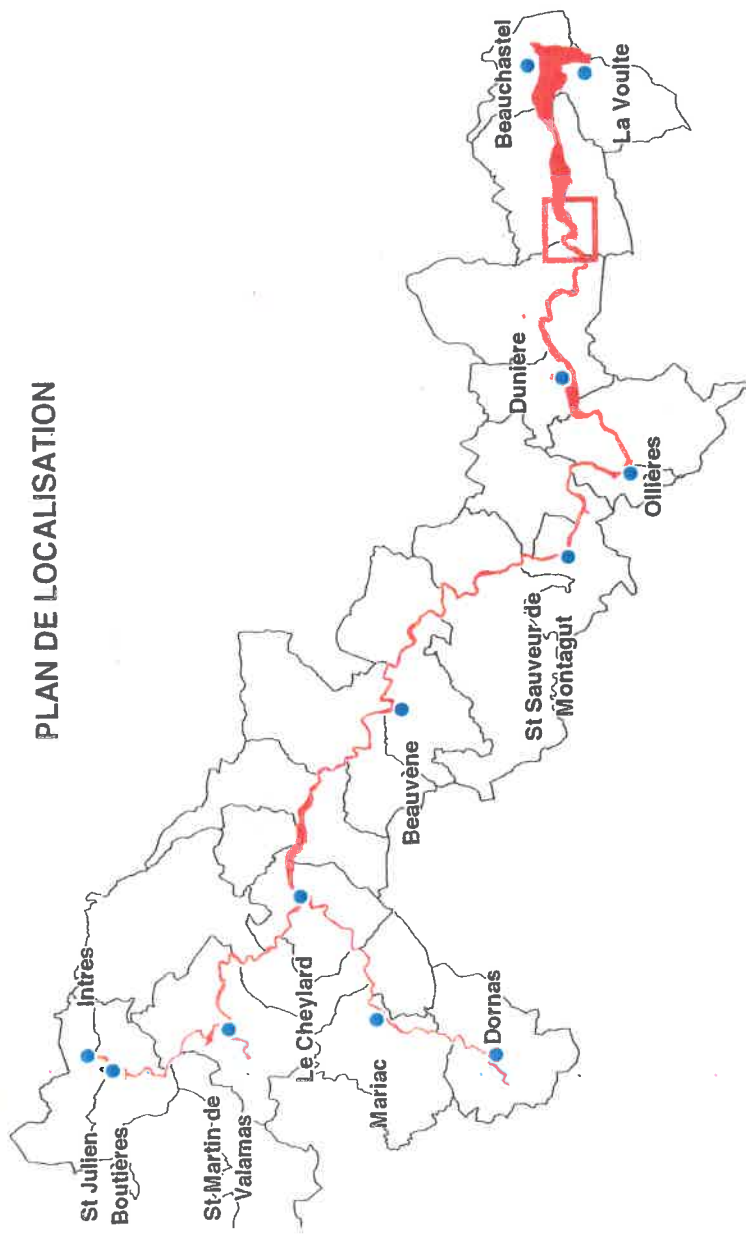 PLAN DE LOCALISATION
Intres
St Julien
Boutières
St-Martin-de
Valamas
Le Cheylard
Mariac
Dornas
Beauvène
St Sauveur de
Montagut
Ollières
Dunière
Beauchastel
La Voulte